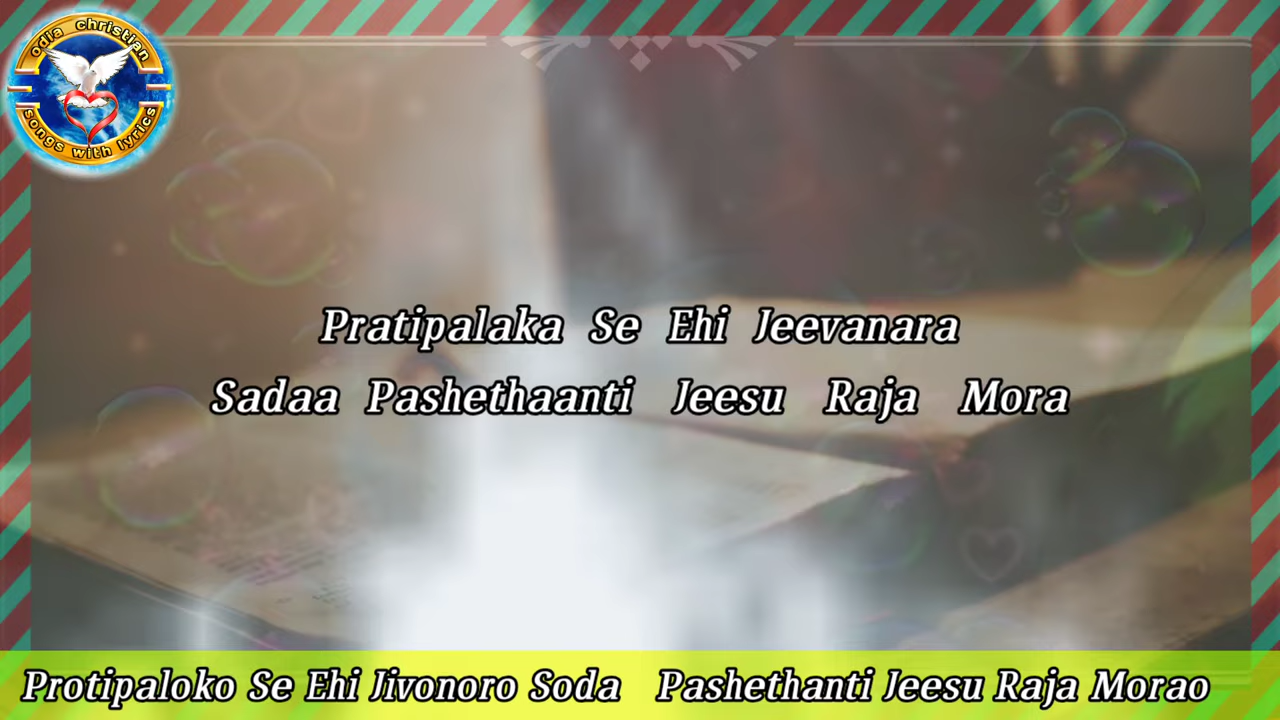 odia christian
songs with lyrics
Pratipalaka Se Ehi Jeevanara
Sadaa Pashethaanti Jeesu Raja Mora
Protipaloko Se Ehi Jivonoro Soda Pashethanti Jeesu Raja Morao